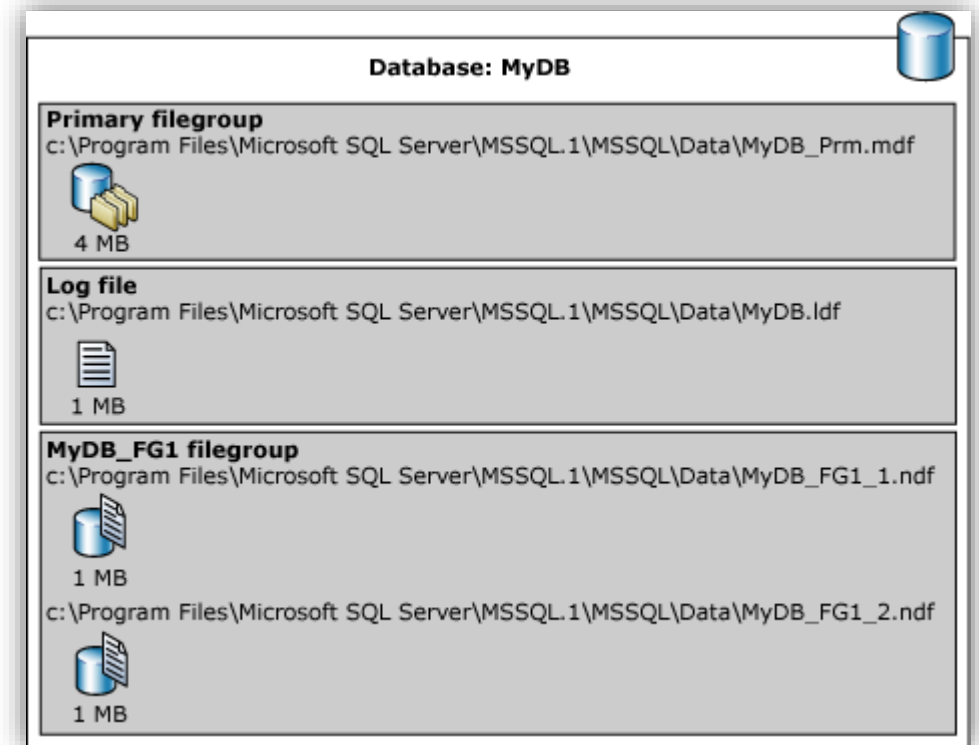 Database: MyDB
Primary filegroup
c:\Program Files\Microsoft SQL Server\MSSQL.1\MSSQL\Data\MyDB_Prm.mdf
4 MB
Log file
c:\Program Files\Microsoft SQL Server\MSSQL.1\MSSQL\Data\MyDB.ldf
1 MB
MyDB_FG1 filegroup
c:\Program Files\Microsoft SQL Server\MSSQL.1\MSSQL\Data\MyDB_FG1_1.ndf
1 MB
c:\Program Files\Microsoft SQL Server\MSSQL.1\MSSQL\Data\MyDB_FG1_2.ndf
1 MB